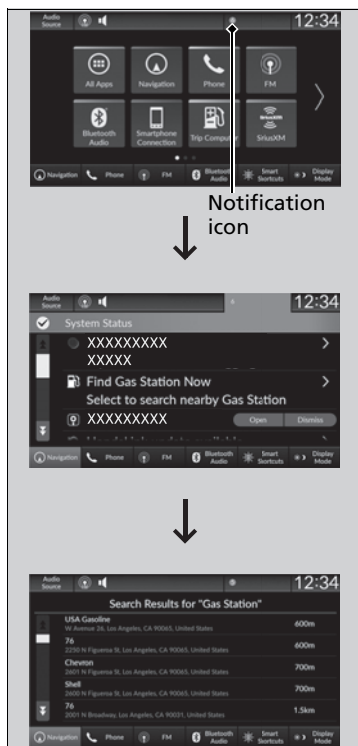 Audio Source
12:34
All Apps
Navigation
Phone
FM
Bluetooth Audio
Smartphone Connection
Trip Computer
SiriusXM
Navigation Phone FM Bluetooth Audio Smart Shortcuts Display Mode
Notification
icon
Audio Source
12:34
System Status
XXXXXXXXX
XXXXX
Find Gas Station Now
Select to search nearby Gas Station
XXXXXXXXX Open Dismiss
Navigation Phone FM Bluetooth Audio Smart Shortcuts Display Mode
Audio Source
12:34
Search Results for "Gas Station"
USA Gasoline
W Avenue 26, Los Angeles, CA 90065, United States 600m
76
2250 N Figueroa St, Los Angeles, CA 90065, United States 600m
Chevron
2601 N Figueroa St, Los Angeles, CA 90065, United States 700m
Shell
2600 N Figueroa St, Los Angeles, CA 90065, United States 700m
76
2001 N Broadway, Los Angeles, CA 90031, United States 1.5km
Navigation Phone FM Bluetooth Audio Smart Shortcuts Display Mode